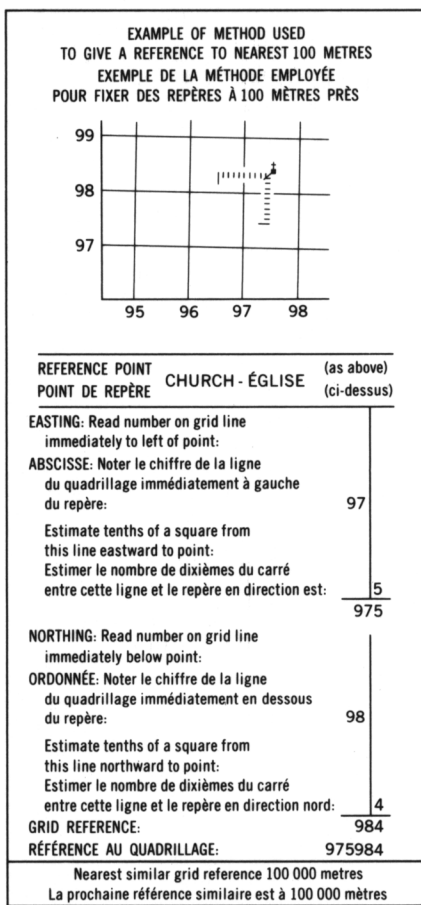 EXAMPLE OF METHOD USED
TO GIVE A REFERENCE TO NEAREST 100 METRES
EXEMPLE DE LA MÉTHODE EMPLOYÉE
POUR FIXER DES REPÈRES À 100 MÈTRES PRÈS
99
98
97
95 96 97 98
REFERENCE POINT
POINT DE REPÈRE
CHURCH - ÉGLISE
(as above)
(ci-dessus)
EASTING: Read number on grid line
immediately to left of point:
ABSCISSE: Noter le chiffre de la ligne
du quadrillage immédiatement à gauche
du repère: 97
Estimate tenths of a square from
this line eastward to point:
Estimer le nombre de dixièmes du carré
entre cette ligne et le repère en direction est: 5
975
NORTHING: Read number on grid line
immediately below point:
ORDONNÉE: Noter le chiffre de la ligne
du quadrillage immédiatement en dessous
du repère: 98
Estimate tenths of a square from
this line northward to point:
Estimer le nombre de dixièmes du carré
entre cette ligne et le repère en direction nord: 4
GRID REFERENCE: 984
RÉFÉRENCE AU QUADRILLAGE: 975984
Nearest similar grid reference 100 000 metres
La prochaine référence similaire est à 100 000 mètres